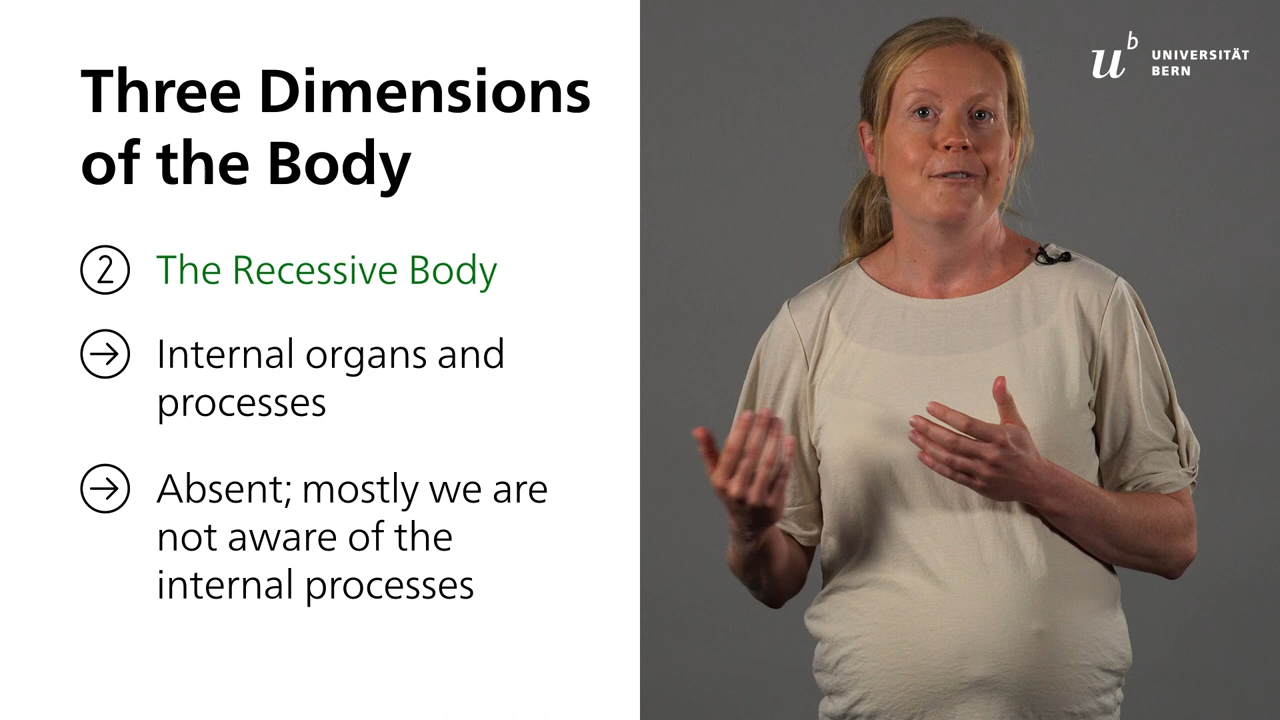 Three Dimensions
of the Body
2 The Recessive Body
→ Internal organs and
processes
→ Absent; mostly we are
not aware of the
internal processes
u^b UNIVERSITÄT
BERN